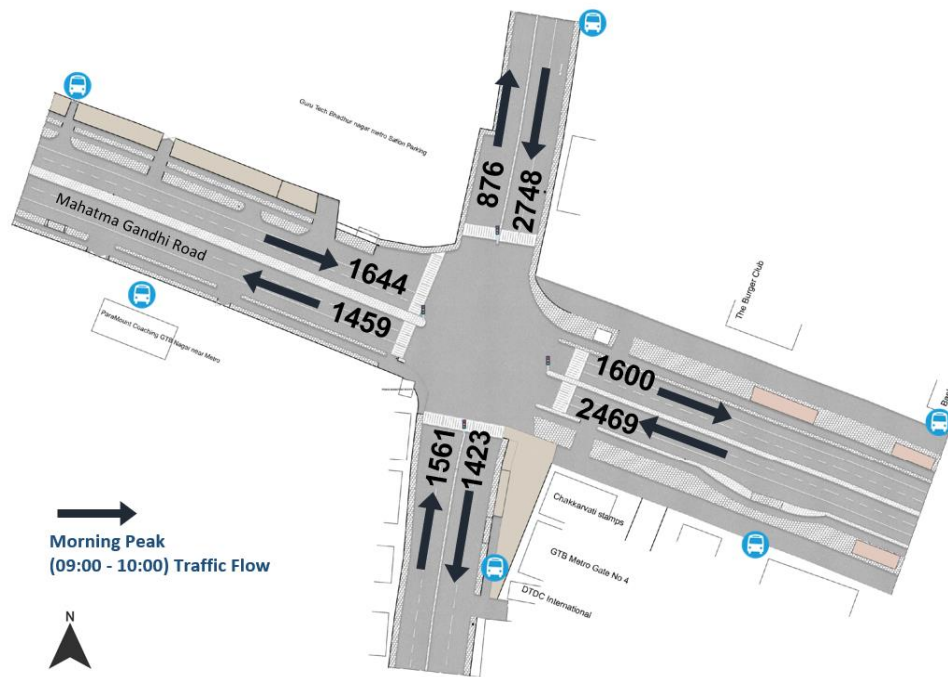 Guru Tech Bhadhur nagar metro Sation Parking
876
2748
Mahatma Gandhi Road
1644
1459
ParaMount Coaching GTB Nagar near Metro
The Burger Club
1600
2469
1561
1423
Chakkarvati stamps
GTB Metro Gate No 4
DTDC International
Morning Peak
(09:00 - 10:00) Traffic Flow
N